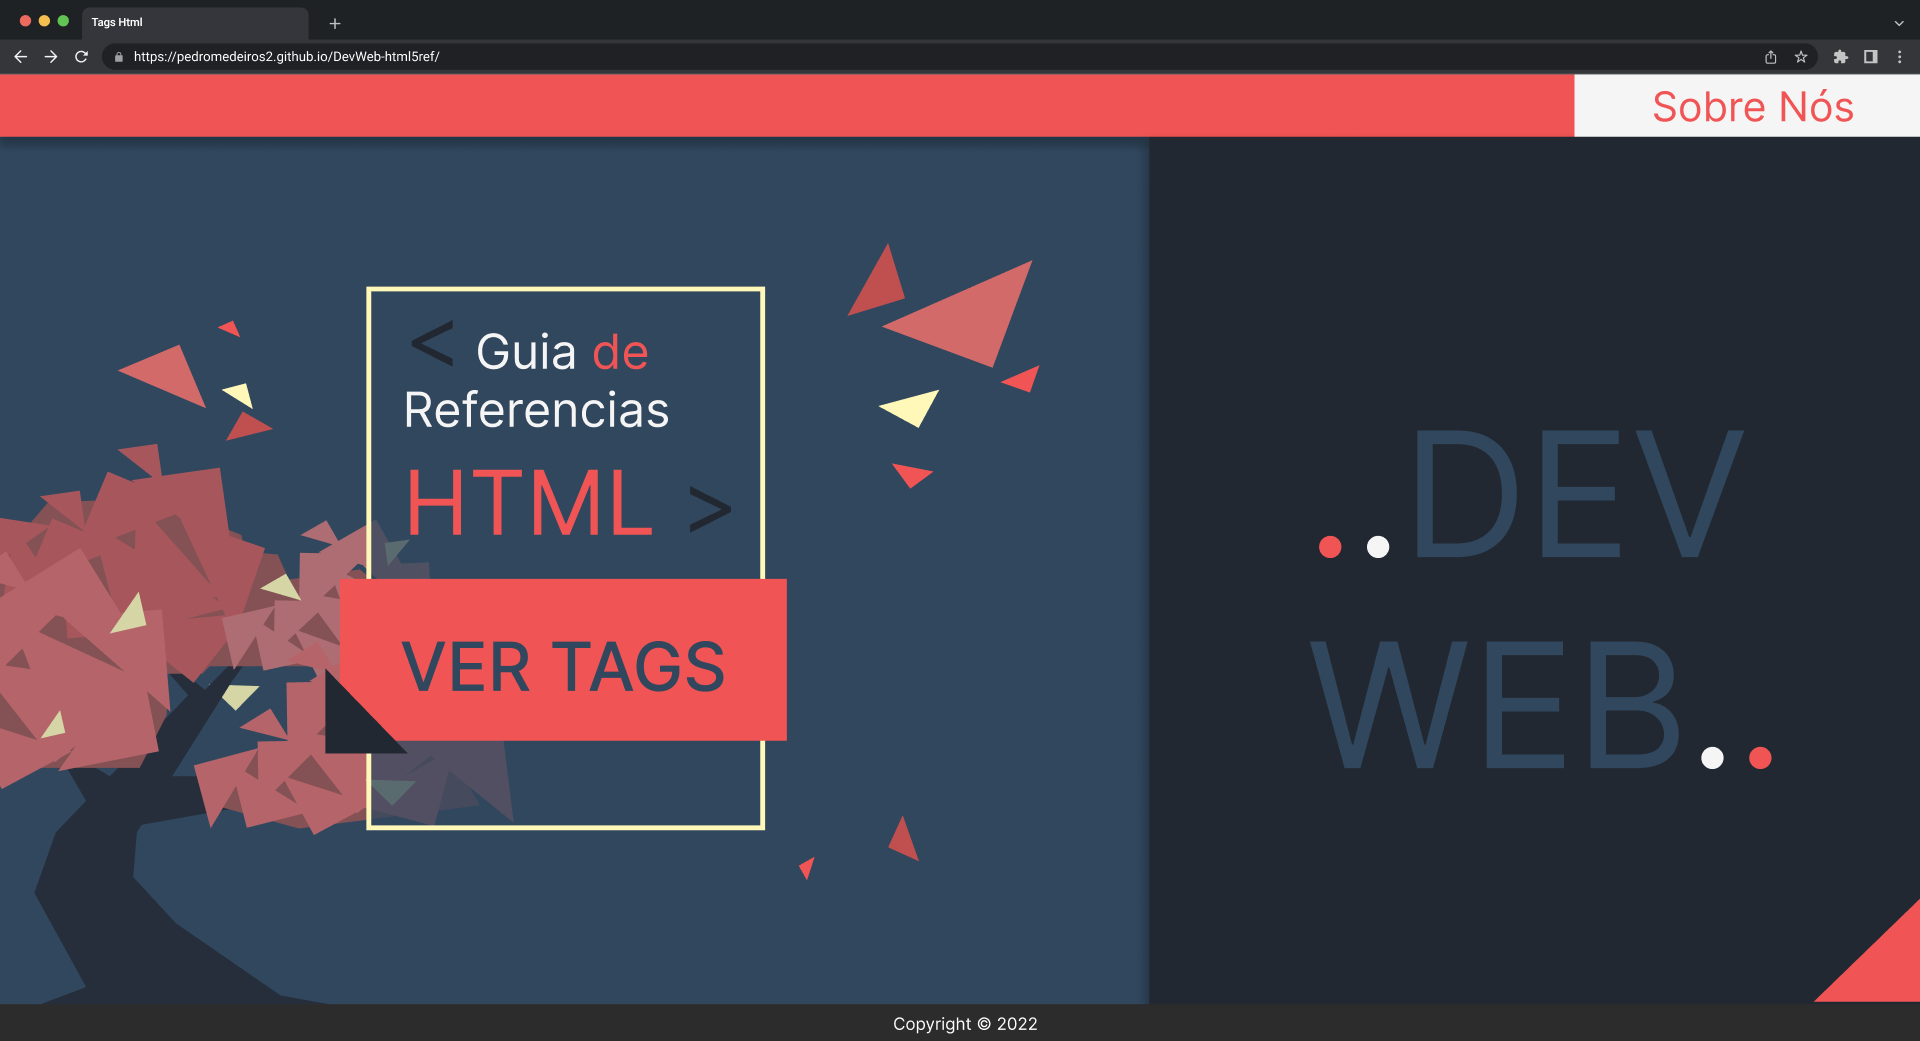 Tags Html
https://pedromedeiros2.github.io/DevWeb-html5ref/
Sobre Nós
< Guia de
Referencias
HTML >
VER TAGS
..DEV
WEB..
Copyright © 2022